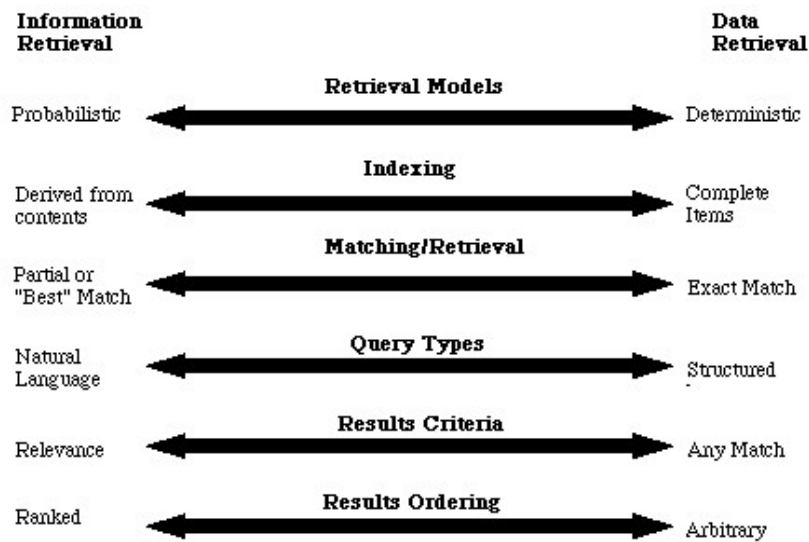 Information
Retrieval
Data
Retrieval
Retrieval Models
Probabilistic
Deterministic
Indexing
Derived from
contents
Complete
Items
Matching/Retrieval
Partial or
"Best" Match
Exact Match
Query Types
Natural
Language
Structured
Results Criteria
Relevance
Any Match
Results Ordering
Ranked
Arbitrary